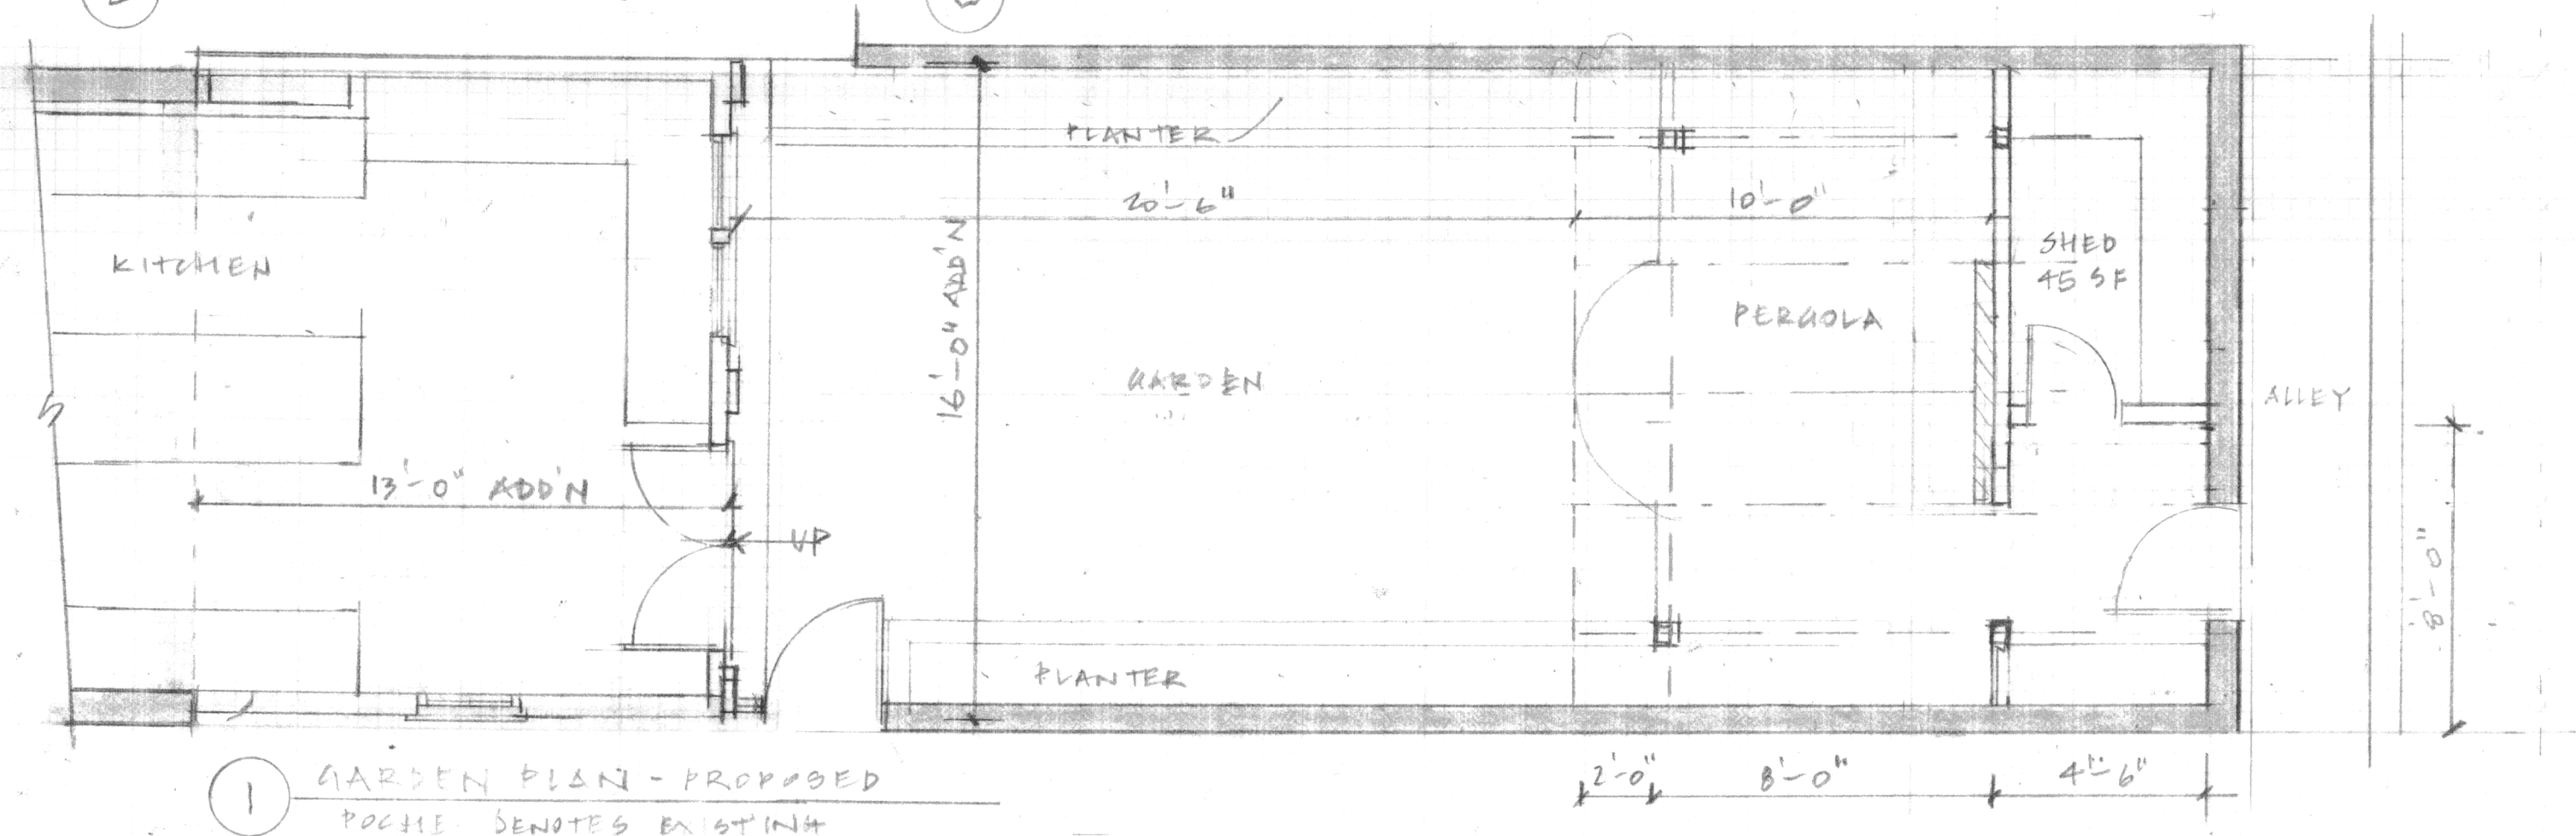 PLANTER
20'-6"
10'-0"
KITCHEN
16'-0" ADD'N
SHED
45 SF
PERGOLA
GARDEN
ALLEY
13'-0" ADD'N
UP
8'-0"
PLANTER
1
GARDEN PLAN - PROPOSED
POCHE DENOTES EXISTING
2'-0"
8'-0"
4'-6"